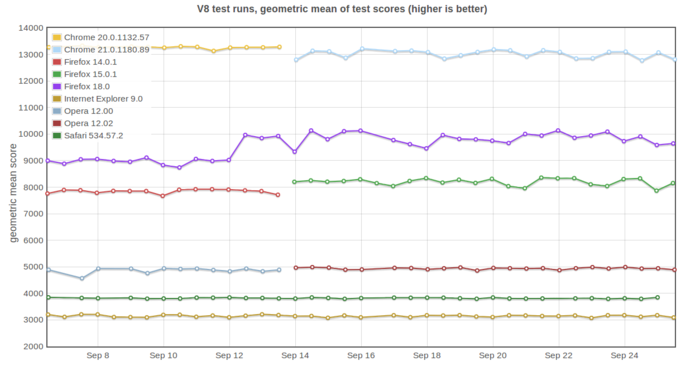 V8 test runs, geometric mean of test scores (higher is better)
geometric mean score
14000
13000
12000
11000
10000
9000
8000
7000
6000
5000
4000
3000
2000
Chrome 20.0.1132.57
Chrome 21.0.1180.89
Firefox 14.0.1
Firefox 15.0.1
Firefox 18.0
Internet Explorer 9.0
Opera 12.00
Opera 12.02
Safari 534.57.2
Sep 8 Sep 10 Sep 12 Sep 14 Sep 16 Sep 18 Sep 20 Sep 22 Sep 24